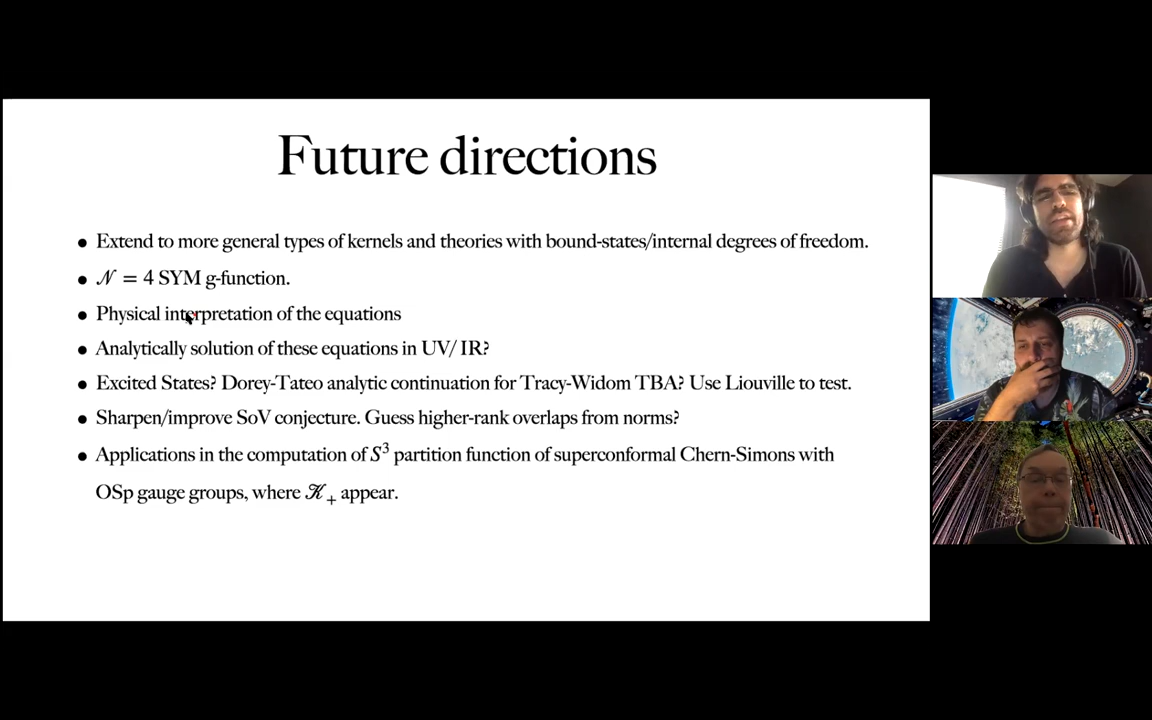 Future directions
• Extend to more general types of kernels and theories with bound-states/internal degrees of freedom.
• 𝒩 = 4 SYM g-function.
• Physical interpretation of the equations
• Analytically solution of these equations in UV/IR?
• Excited States? Dorey-Tateo analytic continuation for Tracy-Widom TBA? Use Liouville to test.
• Sharpen/improve SoV conjecture. Guess higher-rank overlaps from norms?
• Applications in the computation of S³ partition function of superconformal Chern-Simons with
OSp gauge groups, where 𝒦₊ appear.